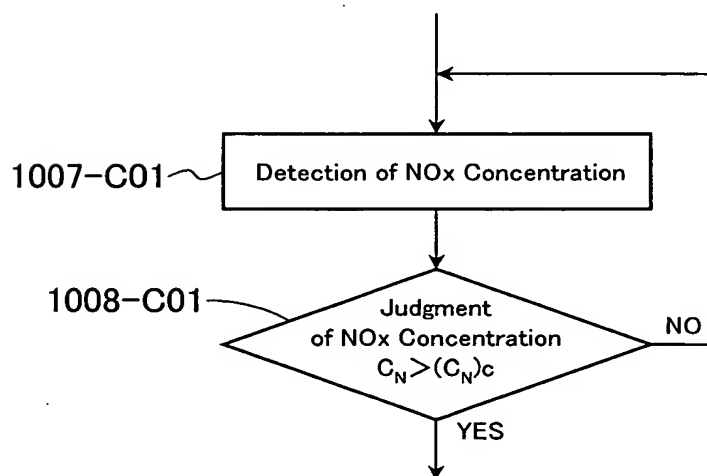 1007-C01
Detection of NOx Concentration
1008-C01
Judgment
of NOx Concentration
C_N>(C_N)c
NO
YES